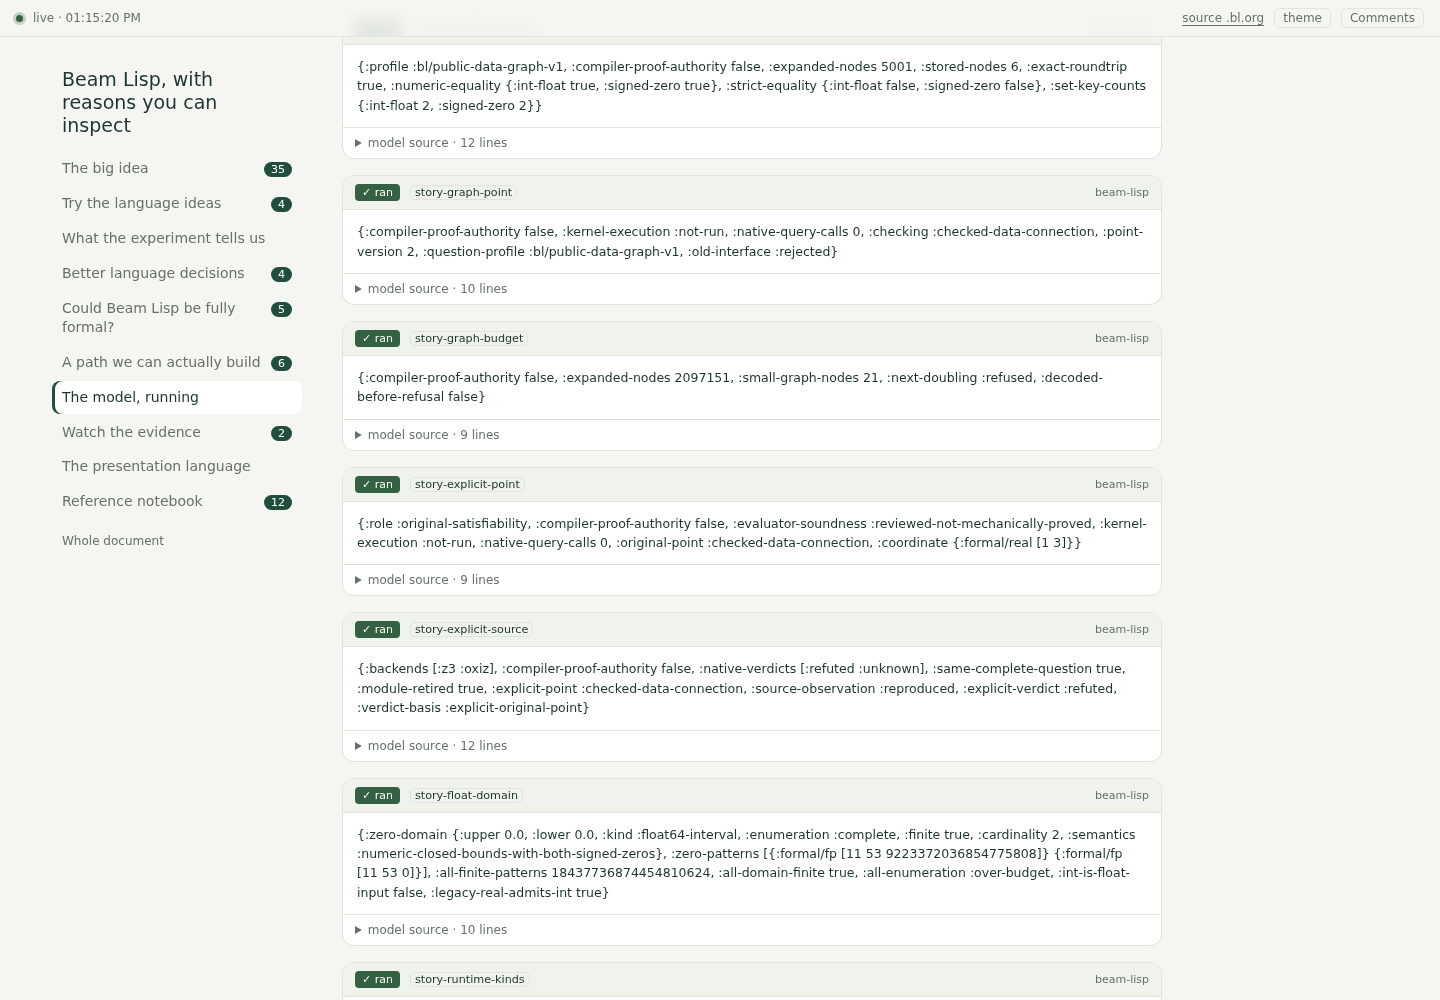 live · 01:15:20 PM
source .bl.org
theme
Comments
Beam Lisp, with
reasons you can
inspect
The big idea
35
Try the language ideas
4
What the experiment tells us
Better language decisions
4
Could Beam Lisp be fully
formal?
5
A path we can actually build
6
The model, running
Watch the evidence
2
The presentation language
Reference notebook
12
Whole document
{:profile :bl/public-data-graph-v1, :compiler-proof-authority false, :expanded-nodes 5001, :stored-nodes 6, :exact-roundtrip
true, :numeric-equality {:int-float true, :signed-zero true}, :strict-equality {:int-float false, :signed-zero false}, :set-key-counts
{:int-float 2, :signed-zero 2}}
▶ model source · 12 lines
✓ ran story-graph-point beam-lisp
{:compiler-proof-authority false, :kernel-execution :not-run, :native-query-calls 0, :checking :checked-data-connection, :point-
version 2, :question-profile :bl/public-data-graph-v1, :old-interface :rejected}
▶ model source · 10 lines
✓ ran story-graph-budget beam-lisp
{:compiler-proof-authority false, :expanded-nodes 2097151, :small-graph-nodes 21, :next-doubling :refused, :decoded-
before-refusal false}
▶ model source · 9 lines
✓ ran story-explicit-point beam-lisp
{:role :original-satisfiability, :compiler-proof-authority false, :evaluator-soundness :reviewed-not-mechanically-proved, :kernel-
execution :not-run, :native-query-calls 0, :original-point :checked-data-connection, :coordinate {:formal/real [1 3]}}
▶ model source · 9 lines
✓ ran story-explicit-source beam-lisp
{:backends [:z3 :oxiz], :compiler-proof-authority false, :native-verdicts [:refuted :unknown], :same-complete-question true,
:module-retired true, :explicit-point :checked-data-connection, :source-observation :reproduced, :explicit-verdict :refuted,
:verdict-basis :explicit-original-point}
▶ model source · 12 lines
✓ ran story-float-domain beam-lisp
{:zero-domain {:upper 0.0, :lower 0.0, :kind :float64-interval, :enumeration :complete, :finite true, :cardinality 2, :semantics
:numeric-closed-bounds-with-both-signed-zeros}, :zero-patterns [{:formal/fp [11 53 9223372036854775808]} {:formal/fp
[11 53 0]}], :all-finite-patterns 18437736874454810624, :all-domain-finite true, :all-enumeration :over-budget, :int-is-float-
input false, :legacy-real-admits-int true}
▶ model source · 10 lines
✓ ran story-runtime-kinds beam-lisp